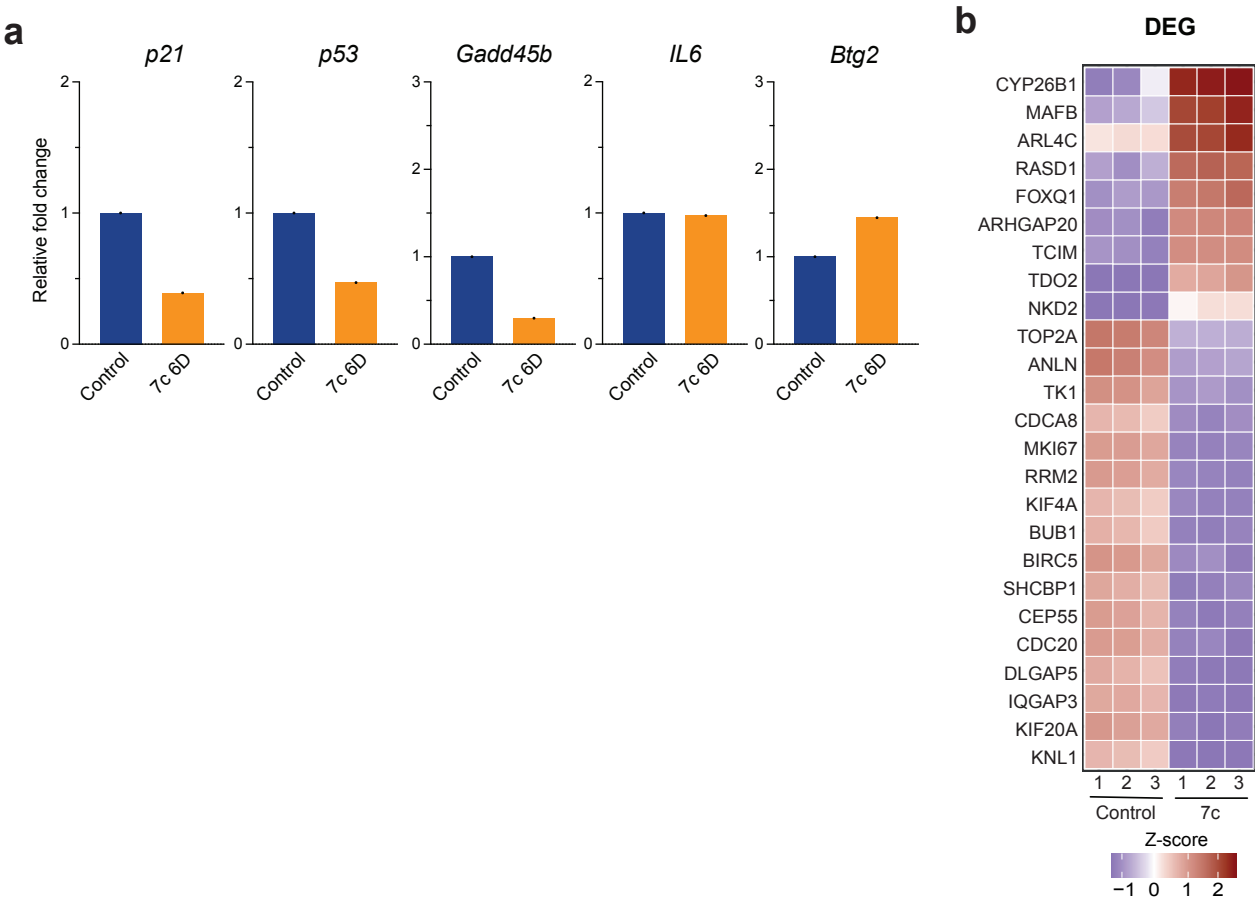 a
p21
p53
Gadd45b
IL6
Btg2
Relative fold change
2
1
0
Control
7c 6D
2
1
0
Control
7c 6D
3
2
1
0
Control
7c 6D
2
1
0
Control
7c 6D
3
2
1
0
Control
7c 6D
b
DEG
CYP26B1
MAFB
ARL4C
RASD1
FOXQ1
ARHGAP20
TCIM
TDO2
NKD2
TOP2A
ANLN
TK1
CDCA8
MKI67
RRM2
KIF4A
BUB1
BIRC5
SHCBP1
CEP55
CDC20
DLGAP5
IQGAP3
KIF20A
KNL1
1 2 3 1 2 3
Control 7c
Z-score
−1 0 1 2